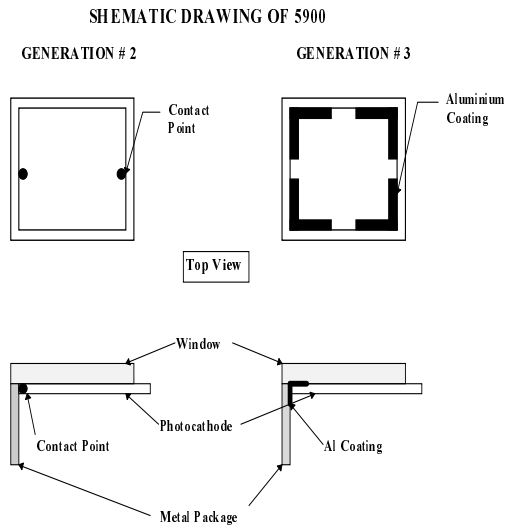 SHEMATIC DRAWING OF 5900
GENERATION # 2
GENERATION # 3
Contact
Point
Aluminium
Coating
Top View
Window
Photocathode
Contact Point
Al Coating
Metal Package